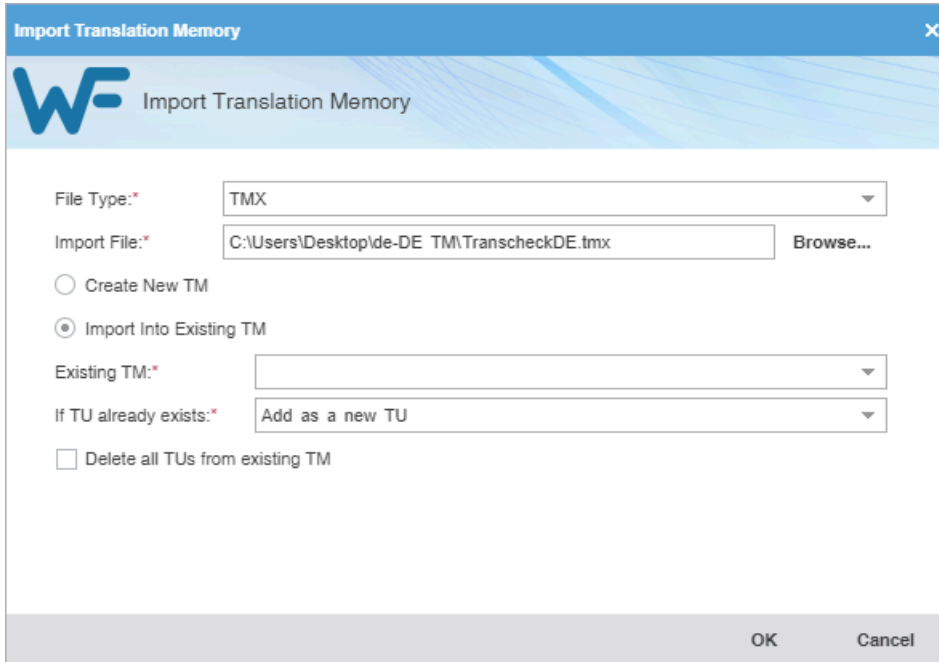 Import Translation Memory
WF Import Translation Memory
File Type:* TMX
Import File:* C:\Users\Desktop\de-DE TM\TranscheckDE.tmx Browse...
Create New TM
Import Into Existing TM
Existing TM:*
If TU already exists:* Add as a new TU
Delete all TUs from existing TM
OK Cancel